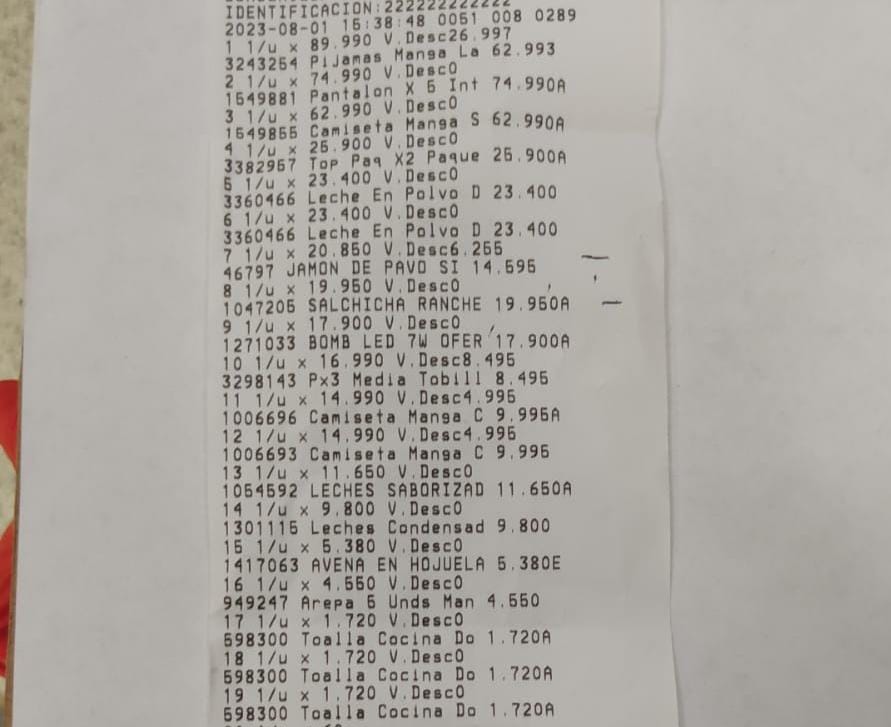 IDENTIFICACION:222222222222
2023-08-01 15:38:48 0051 008 0289
1 1/u x 89.990 V.Desc26.997
3243254 Pijamas Manga La 62.993
2 1/u x 74.990 V.Desc0
1549881 Pantalon X 5 Int 74.990A
3 1/u x 62.990 V.Desc0
1549855 Camiseta Manga S 62.990A
4 1/u x 25.900 V.Desc0
3382957 Top Paq X2 Paque 25.900A
5 1/u x 23.400 V.Desc0
3360466 Leche En Polvo D 23.400
6 1/u x 23.400 V.Desc0
3360466 Leche En Polvo D 23.400
7 1/u x 20.850 V.Desc6.255
46797 JAMON DE PAVO SI 14.595
8 1/u x 19.950 V.Desc0
1047205 SALCHICHA RANCHE 19.950A
9 1/u x 17.900 V.Desc0
1271033 BOMB LED 7W OFER 17.900A
10 1/u x 16.990 V.Desc8.495
3298143 Px3 Media Tobill 8.495
11 1/u x 14.990 V.Desc4.995
1006696 Camiseta Manga C 9.995A
12 1/u x 14.990 V.Desc4.995
1006693 Camiseta Manga C 9.995
13 1/u x 11.650 V.Desc0
1054592 LECHES SABORIZAD 11.650A
14 1/u x 9.800 V.Desc0
1301115 Leches Condensad 9.800
15 1/u x 5.380 V.Desc0
1417063 AVENA EN HOJUELA 5.380E
16 1/u x 4.550 V.Desc0
949247 Arepa 5 Unds Man 4.550
17 1/u x 1.720 V.Desc0
598300 Toalla Cocina Do 1.720A
18 1/u x 1.720 V.Desc0
598300 Toalla Cocina Do 1.720A
19 1/u x 1.720 V.Desc0
598300 Toalla Cocina Do 1.720A